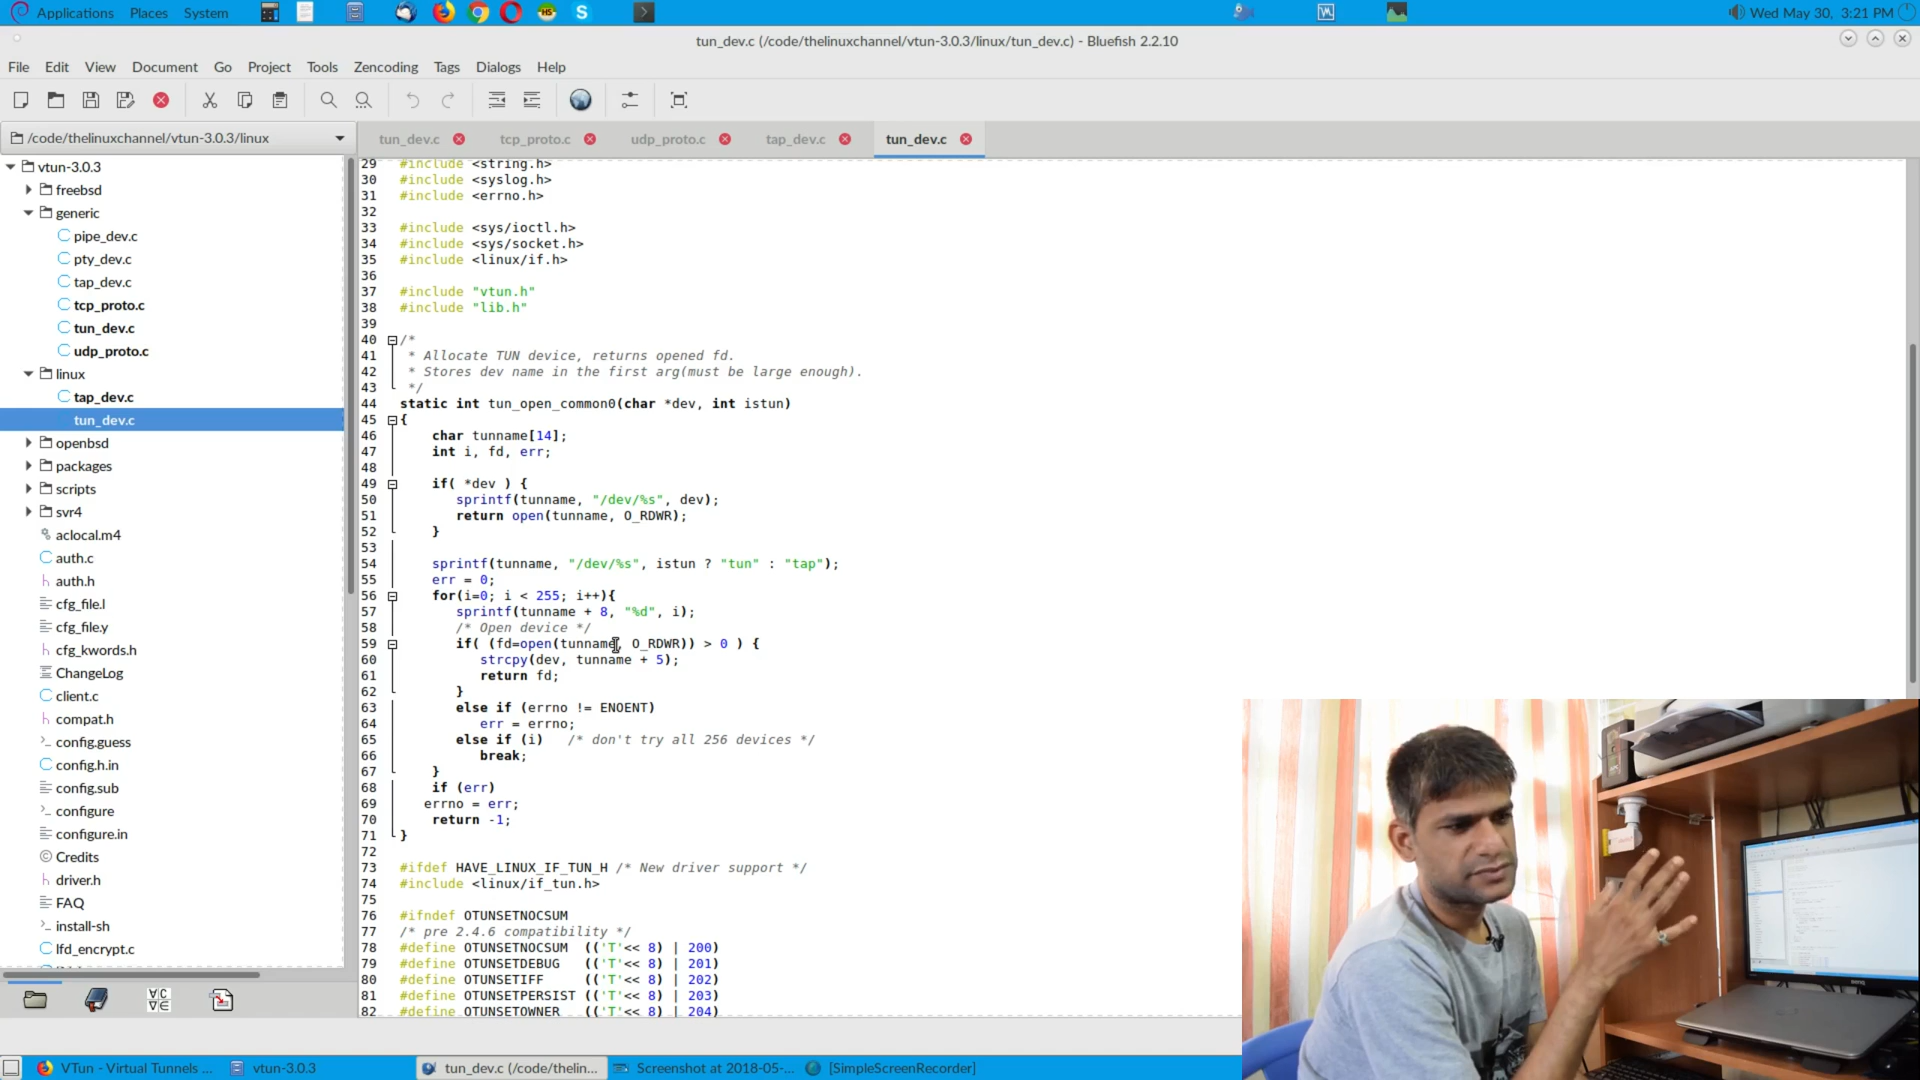 Applications Places System
Wed May 30, 3:21 PM
tun_dev.c (/code/thelinuxchannel/vtun-3.0.3/linux/tun_dev.c) - Bluefish 2.2.10
File Edit View Document Go Project Tools Zencoding Tags Dialogs Help
/code/thelinuxchannel/vtun-3.0.3/linux
tun_dev.c tcp_proto.c udp_proto.c tap_dev.c tun_dev.c
vtun-3.0.3
freebsd
generic
pipe_dev.c
pty_dev.c
tap_dev.c
tcp_proto.c
tun_dev.c
udp_proto.c
linux
tap_dev.c
tun_dev.c
openbsd
packages
scripts
svr4
aclocal.m4
auth.c
auth.h
cfg_file.l
cfg_file.y
cfg_kwords.h
ChangeLog
client.c
compat.h
config.guess
config.h.in
config.sub
configure
configure.in
Credits
driver.h
FAQ
install-sh
lfd_encrypt.c
29 #include <string.h>
30 #include <syslog.h>
31 #include <errno.h>
32
33 #include <sys/ioctl.h>
34 #include <sys/socket.h>
35 #include <linux/if.h>
36
37 #include "vtun.h"
38 #include "lib.h"
39
40 /*
41 * Allocate TUN device, returns opened fd.
42 * Stores dev name in the first arg(must be large enough).
43 */
44 static int tun_open_common0(char *dev, int istun)
45 {
46 char tunname[14];
47 int i, fd, err;
48
49 if( *dev ) {
50 sprintf(tunname, "/dev/%s", dev);
51 return open(tunname, O_RDWR);
52 }
53
54 sprintf(tunname, "/dev/%s", istun ? "tun" : "tap");
55 err = 0;
56 for(i=0; i < 255; i++){
57 sprintf(tunname + 8, "%d", i);
58 /* Open device */
59 if( (fd=open(tunname, O_RDWR)) > 0 ) {
60 strcpy(dev, tunname + 5);
61 return fd;
62 }
63 else if (errno != ENOENT)
64 err = errno;
65 else if (i) /* don't try all 256 devices */
66 break;
67 }
68 if (err)
69 errno = err;
70 return -1;
71 }
72
73 #ifdef HAVE_LINUX_IF_TUN_H /* New driver support */
74 #include <linux/if_tun.h>
75
76 #ifndef OTUNSETNOCSUM
77 /* pre 2.4.6 compatibility */
78 #define OTUNSETNOCSUM (('T'<< 8) | 200)
79 #define OTUNSETDEBUG (('T'<< 8) | 201)
80 #define OTUNSETIFF (('T'<< 8) | 202)
81 #define OTUNSETPERSIST (('T'<< 8) | 203)
82 #define OTUNSETOWNER (('T'<< 8) | 204)
VTun - Virtual Tunnels ... vtun-3.0.3 tun_dev.c (/code/thelin... Screenshot at 2018-05-... [SimpleScreenRecorder]